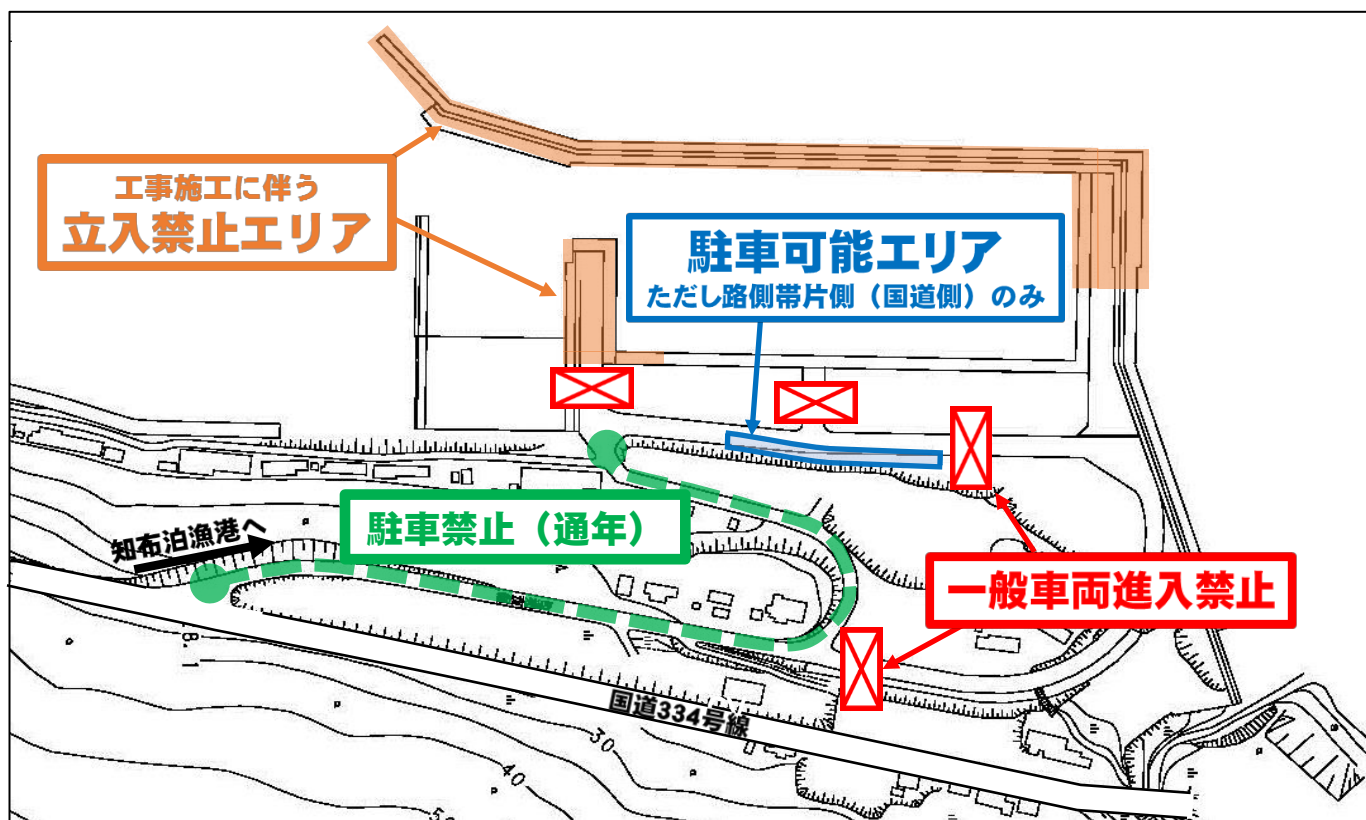 工事施工に伴う
立入禁止エリア
駐車可能エリア
ただし路側帯片側（国道側）のみ
駐車禁止（通年）
知布泊漁港へ
一般車両進入禁止
国道334号線
30
40